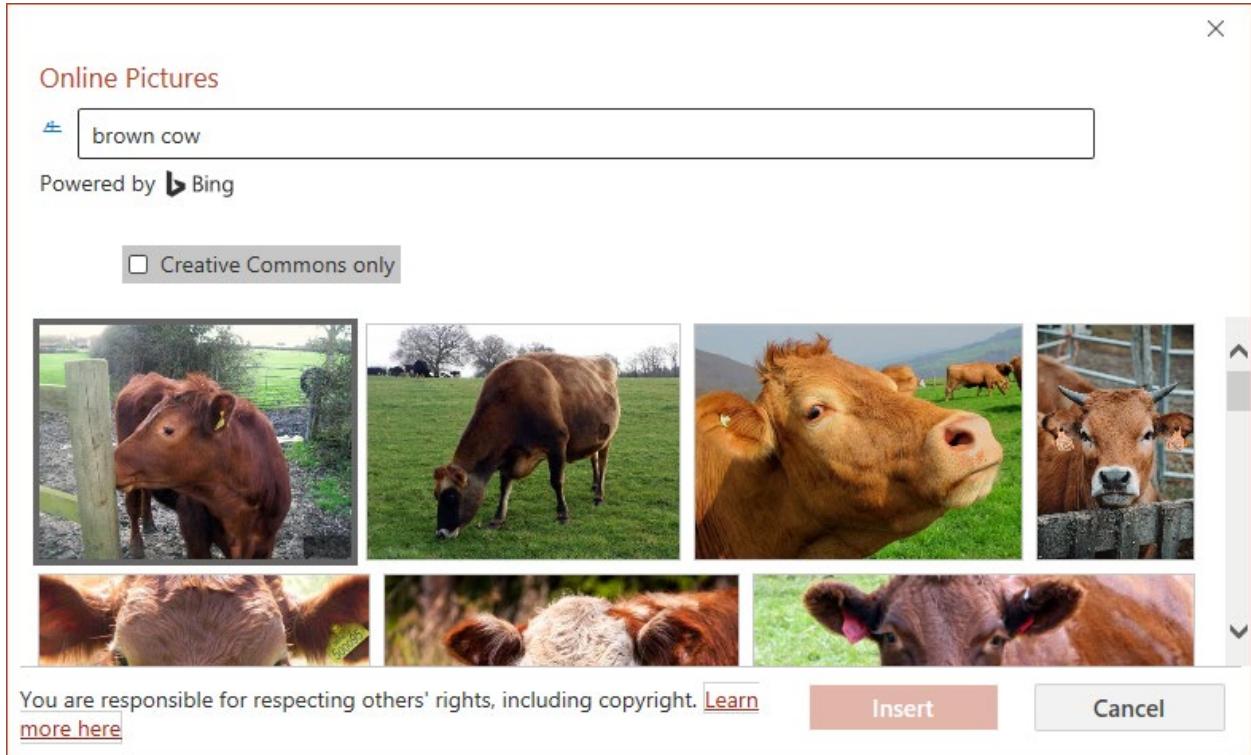 Online Pictures
brown cow
Powered by Bing
Creative Commons only
You are responsible for respecting others' rights, including copyright. Learn
more here
Insert
Cancel